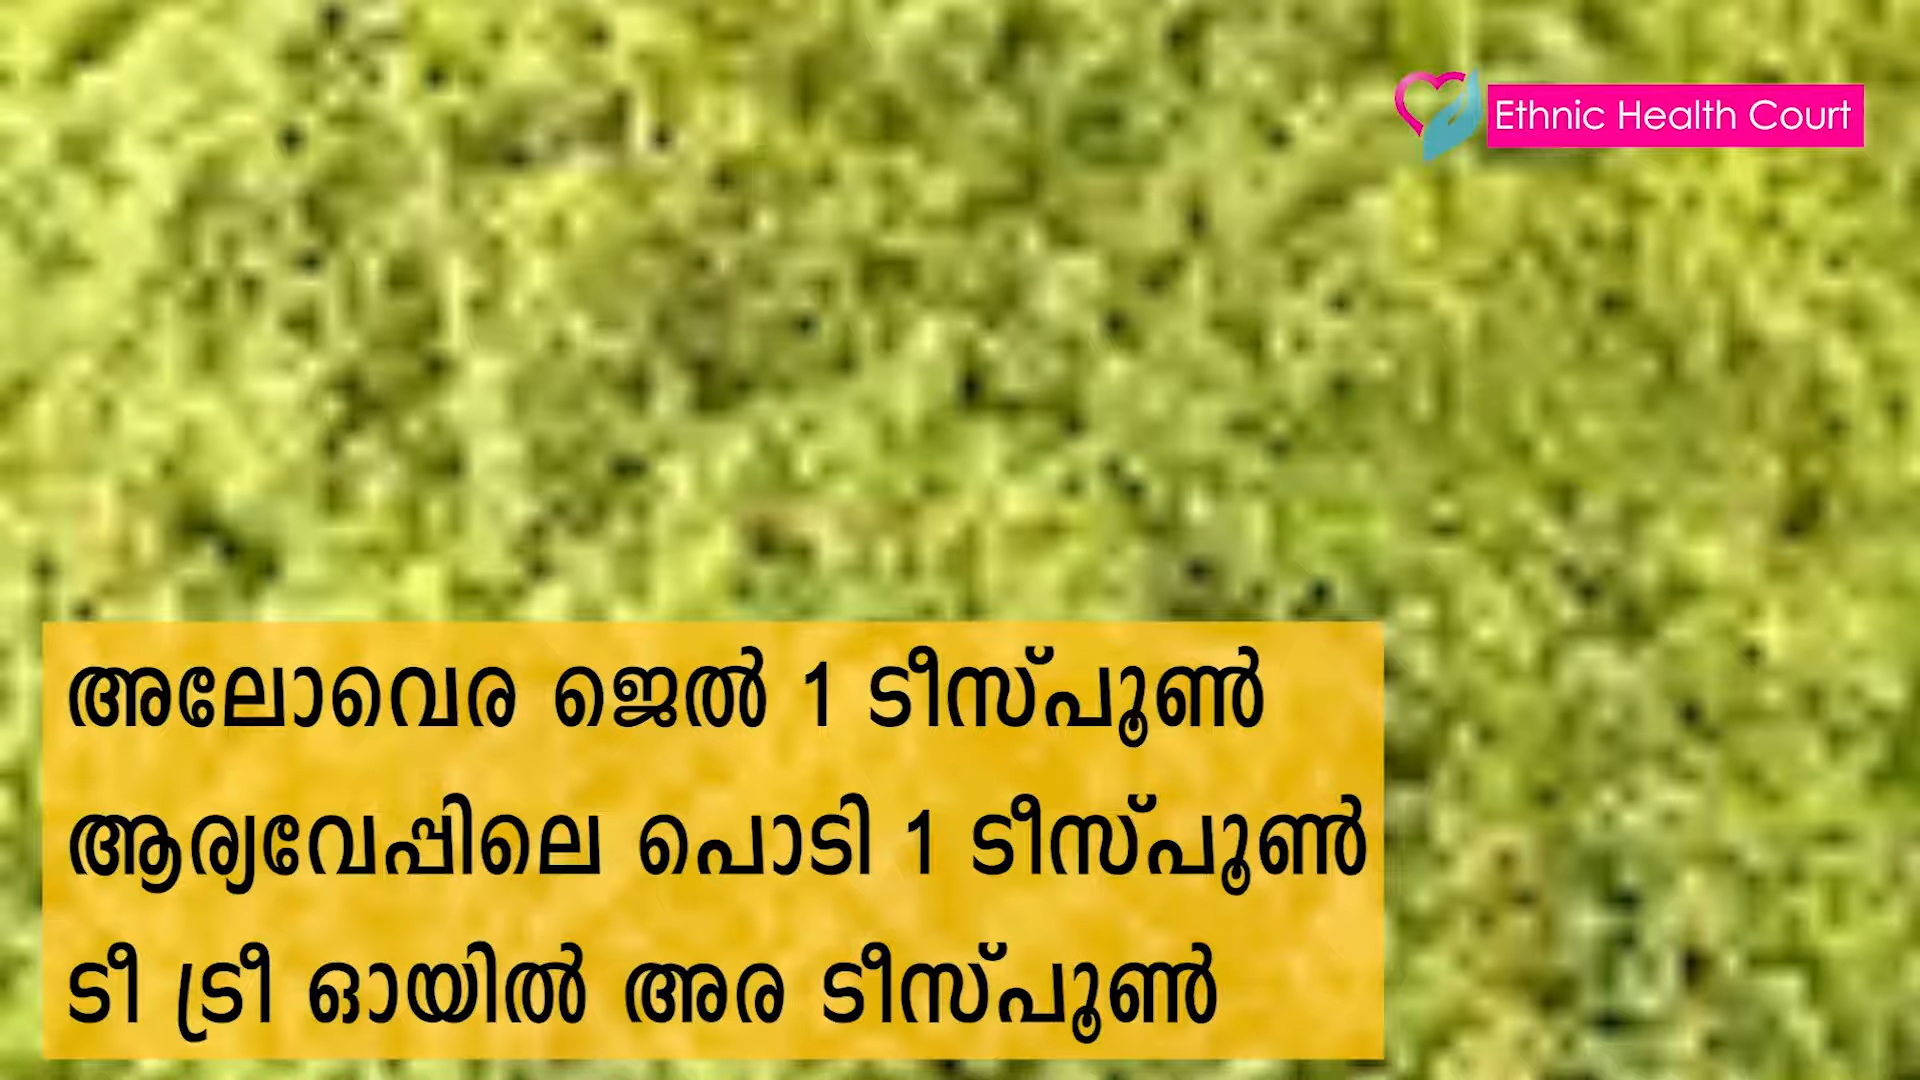 Ethnic Health Court
അലോവെര ജെൽ 1 ടീസ്പൂൺ
ആര്യവേപ്പിലെ പൊടി 1 ടീസ്പൂൺ
ടീ ട്രീ ഓയിൽ അര ടീസ്പൂൺ